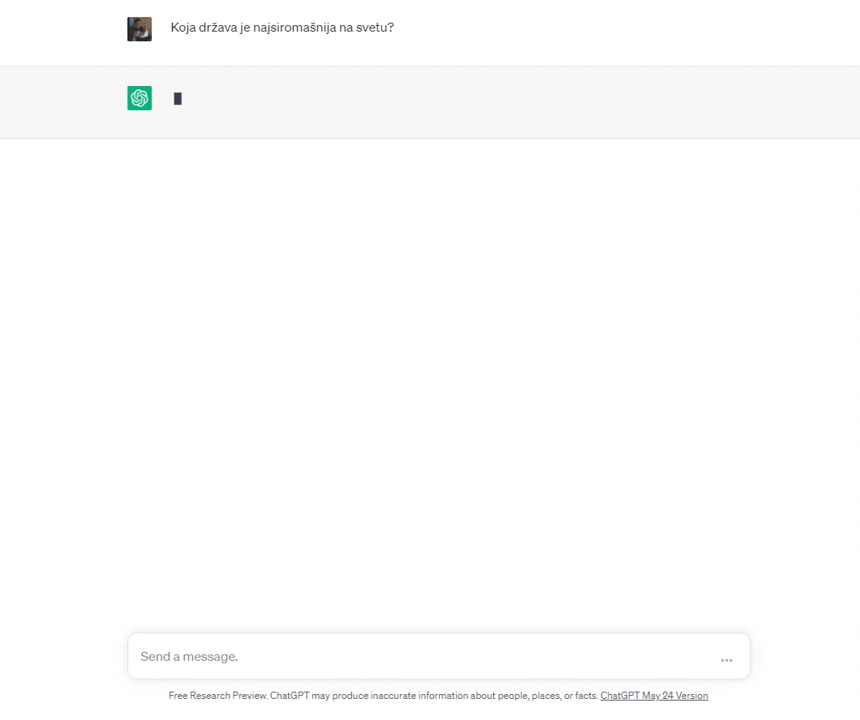 Koja država je najsiromašnija na svetu?
Send a message.
Free Research Preview. ChatGPT may produce inaccurate information about people, places, or facts. ChatGPT May 24 Version